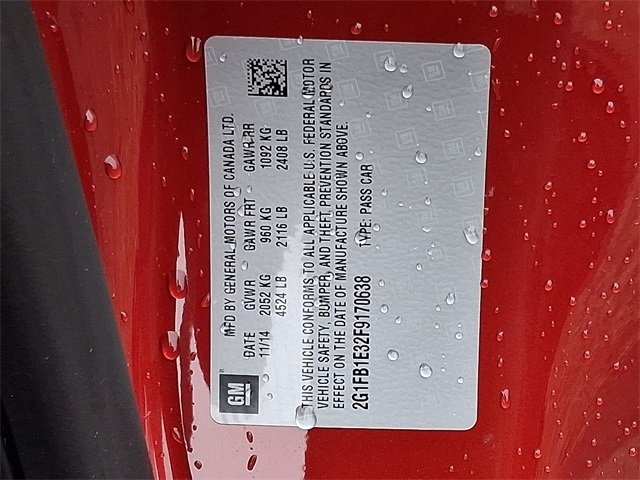 GM
MFD BY GENERAL MOTORS OF CANADA LTD.
DATE GVWR GAWR FRT GAWR RR
11/14 2052 KG 960 KG 1092 KG
4524 LB 2116 LB 2408 LB
THIS VEHICLE CONFORMS TO ALL APPLICABLE U.S. FEDERAL MOTOR
VEHICLE SAFETY, BUMPER, AND THEFT PREVENTION STANDARDS IN
EFFECT ON THE DATE OF MANUFACTURE SHOWN ABOVE.
2G1FB1E32F9170638 TYPE: PASS CAR